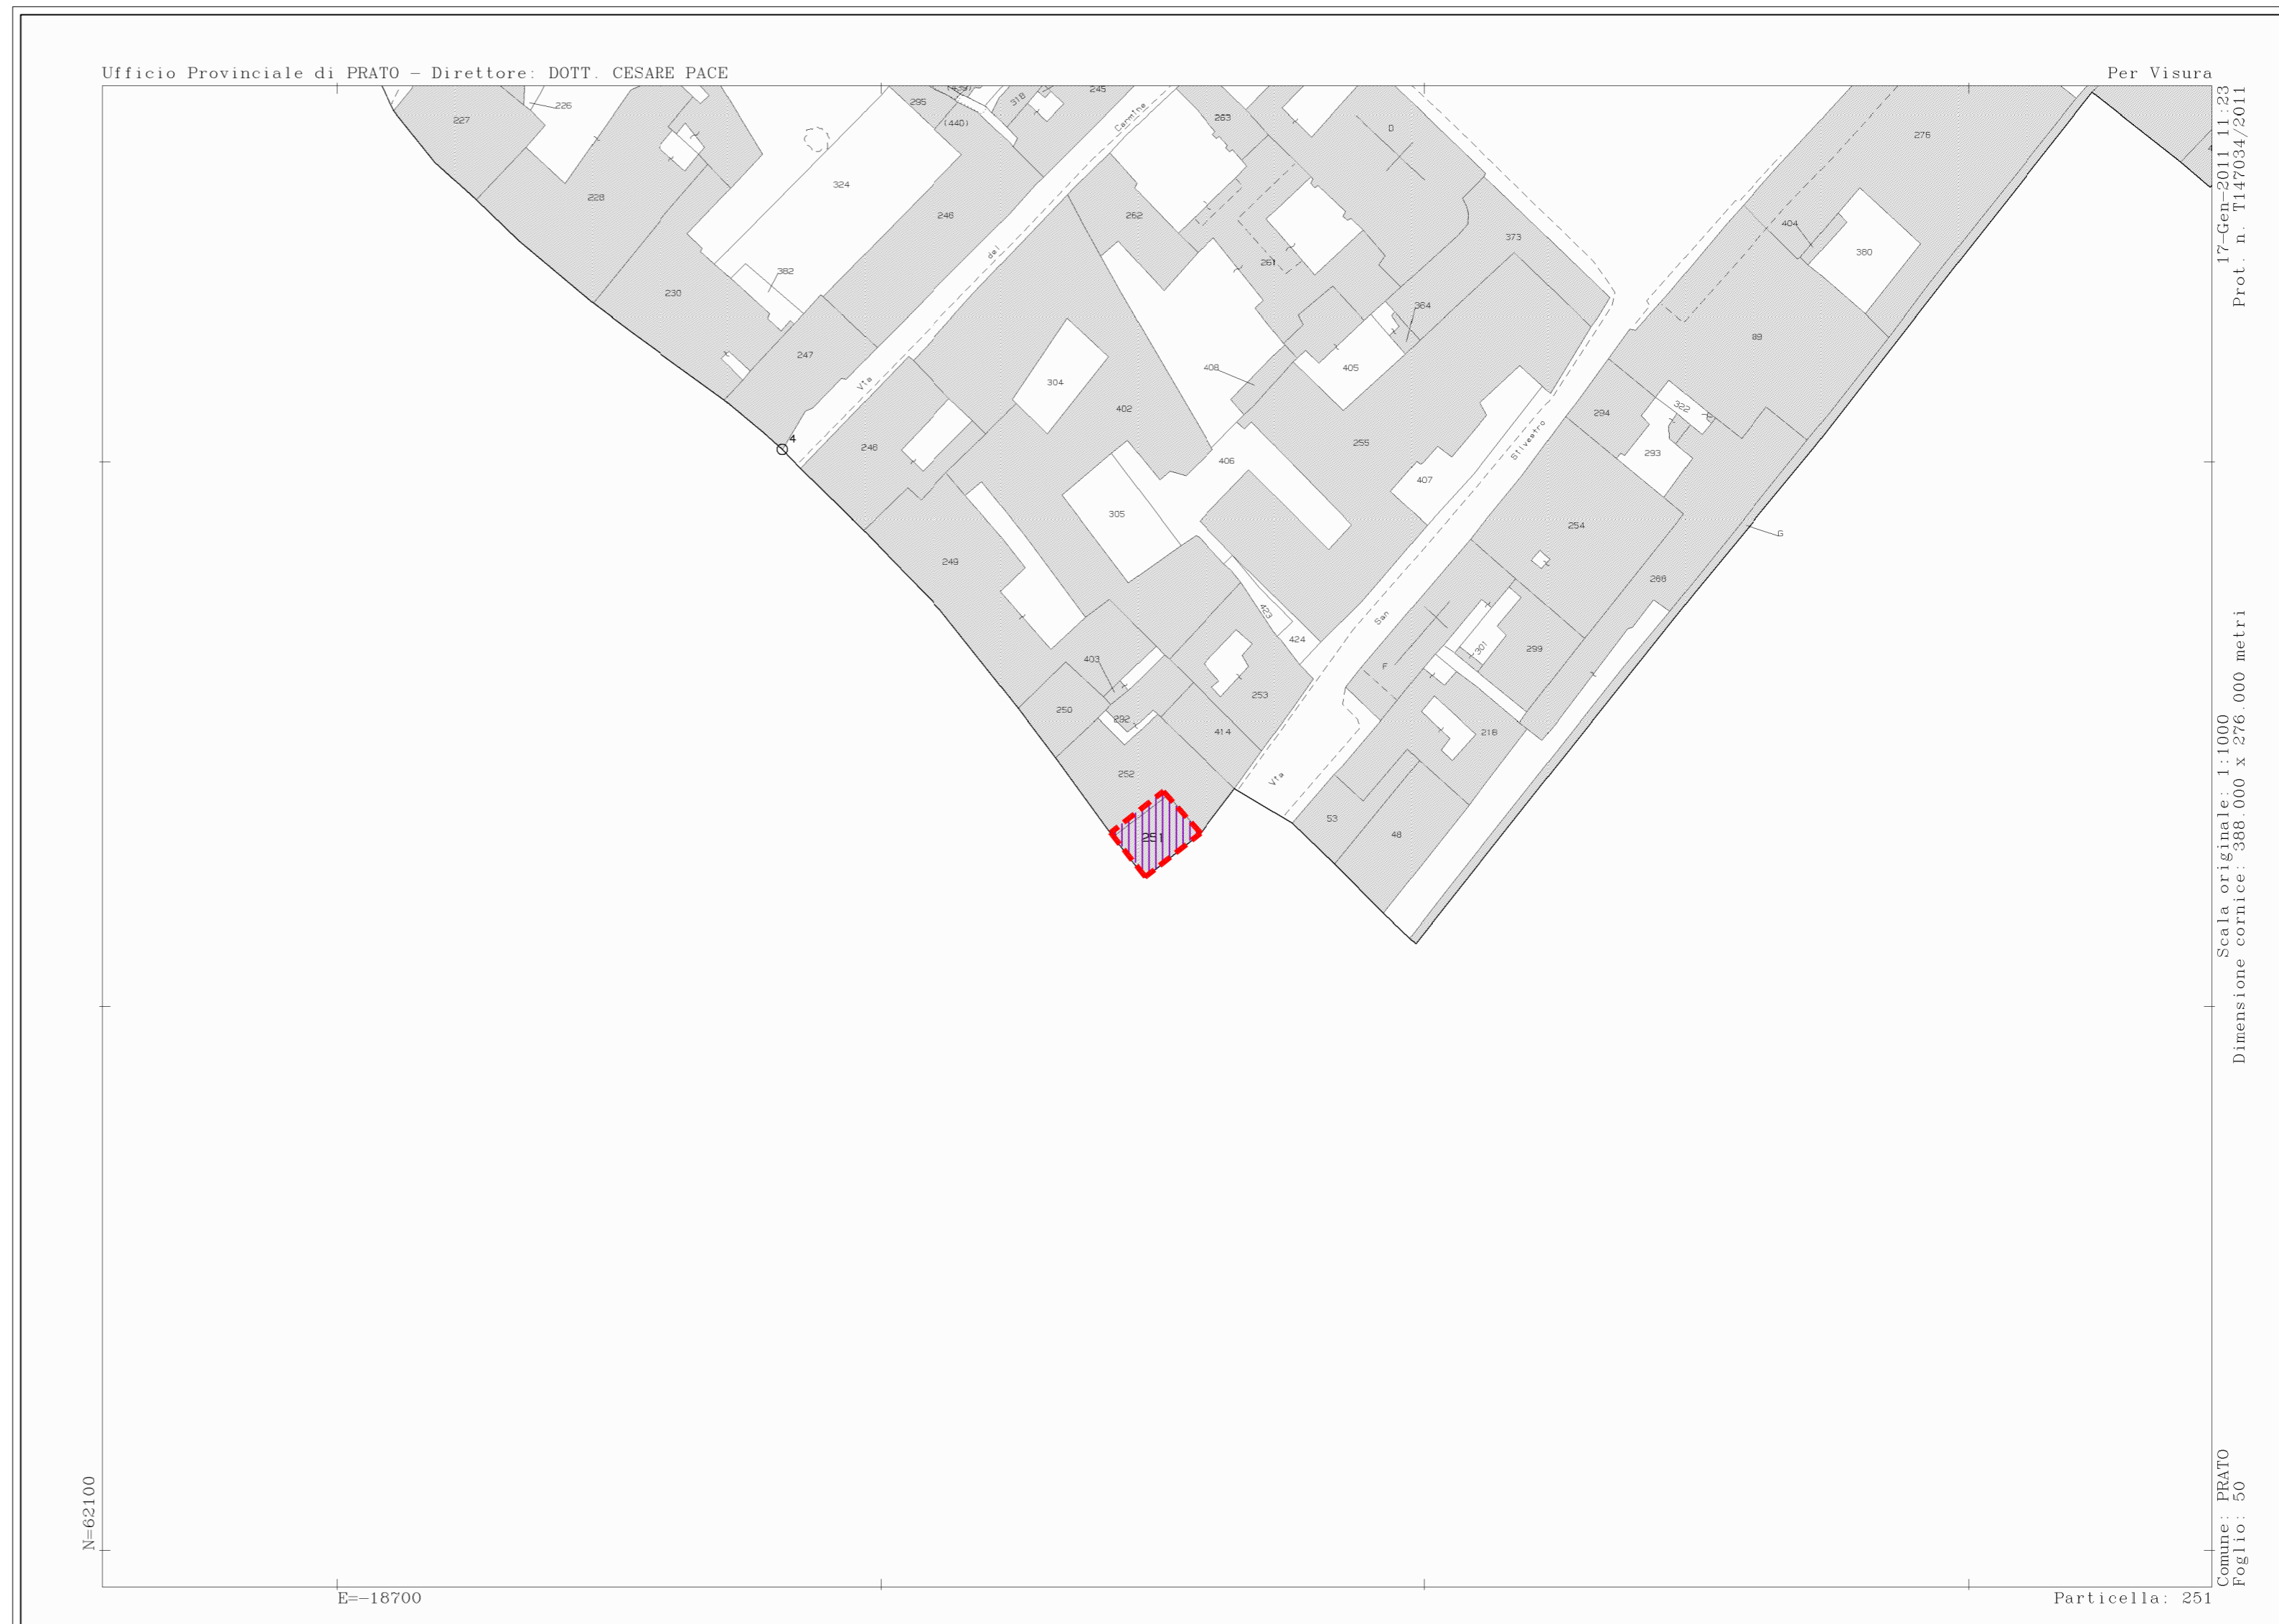 Ufficio Provinciale di PRATO - Direttore: DOTT. CESARE PACE
Per Visura
17-Gen-2011 11:23
Prot. n. T147034/2011
Scala originale: 1:1000
Dimensione cornice: 388.000 x 276.000 metri
Comune: PRATO
Foglio: 50
Particella: 251
E=-18700
N=62100
226
227
228
295
(440)
318
245
Carmine
263
D
276
324
246
262
404
380
del
373
261
382
230
364
89
247
Via
304
408
405
402
294
322
246
406
255
Silvestro
293
407
4
305
254
G
249
268
423
San
424
301
299
403
F
253
250
292
414
218
252
Via
53
48
251